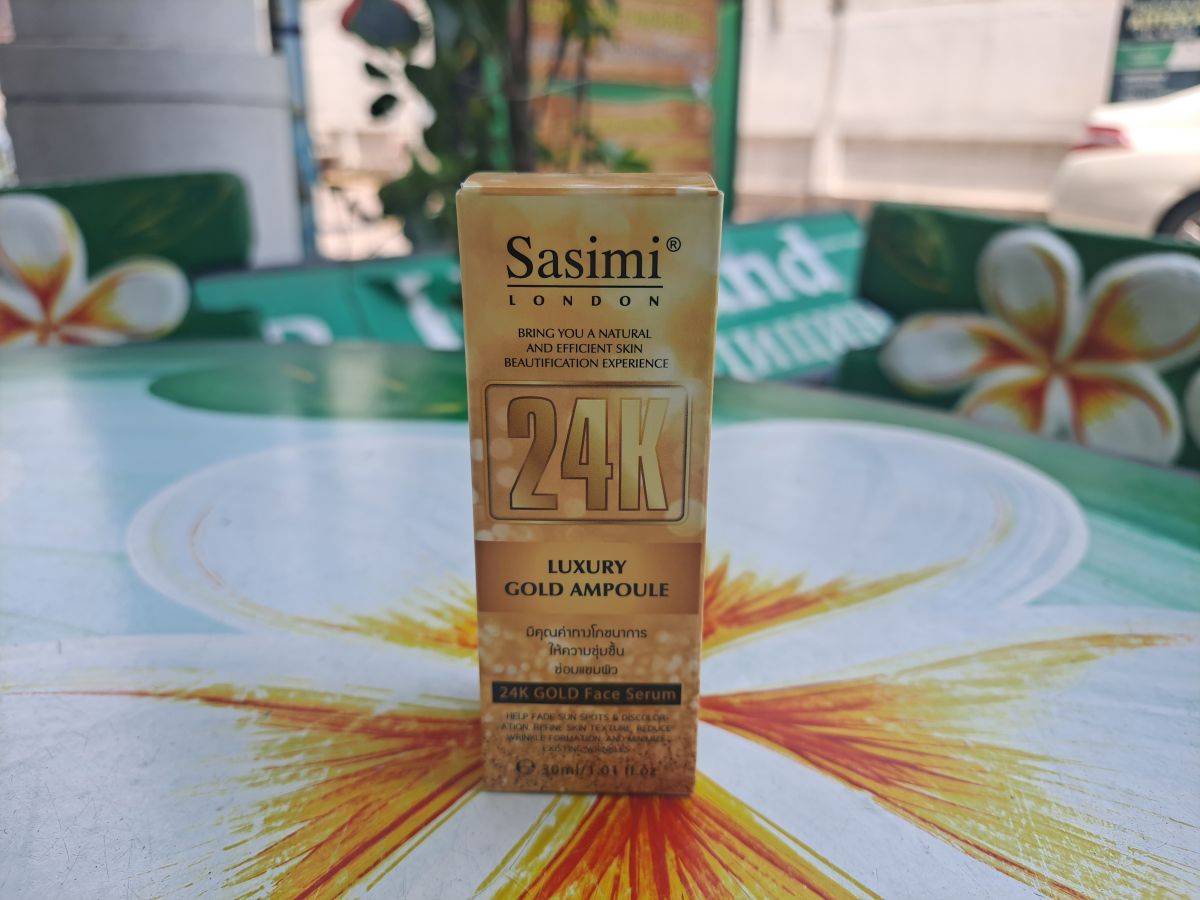 Sasimi®
LONDON
BRING YOU A NATURAL
AND EFFICIENT SKIN
BEAUTIFICATION EXPERIENCE
24K
LUXURY
GOLD AMPOULE
มีคุณค่าทางโภชนาการ
ให้ความชุ่มชื้น
ซ่อมแซมผิว
24K GOLD Face Serum
HELP FADE SUN SPOTS & DISCOLOR-
ATION, REFINE SKIN TEXTURE, REDUCE
WRINKLE FORMATION, AND MINIMIZE
EXISTING WRINKLES
30ml/1.01 fl.oz